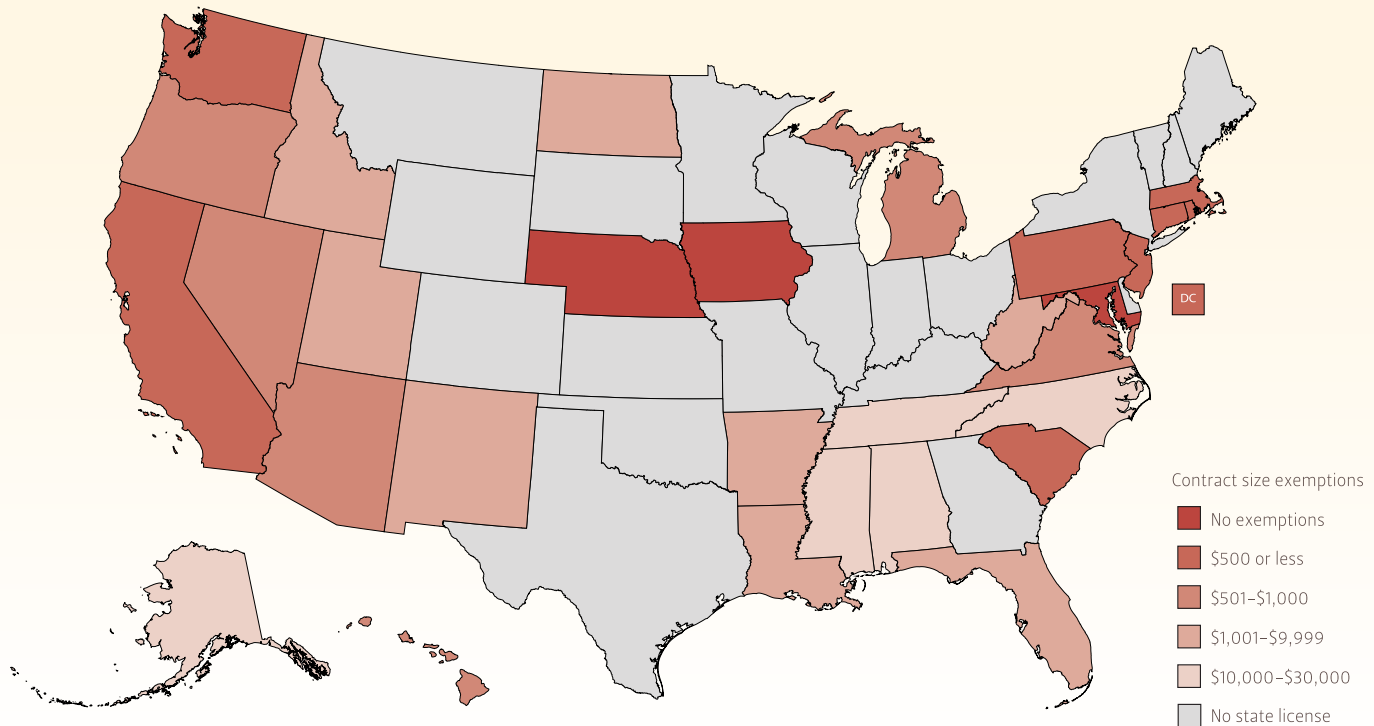 DC
Contract size exemptions
No exemptions
$500 or less
$501–$1,000
$1,001–$9,999
$10,000–$30,000
No state license